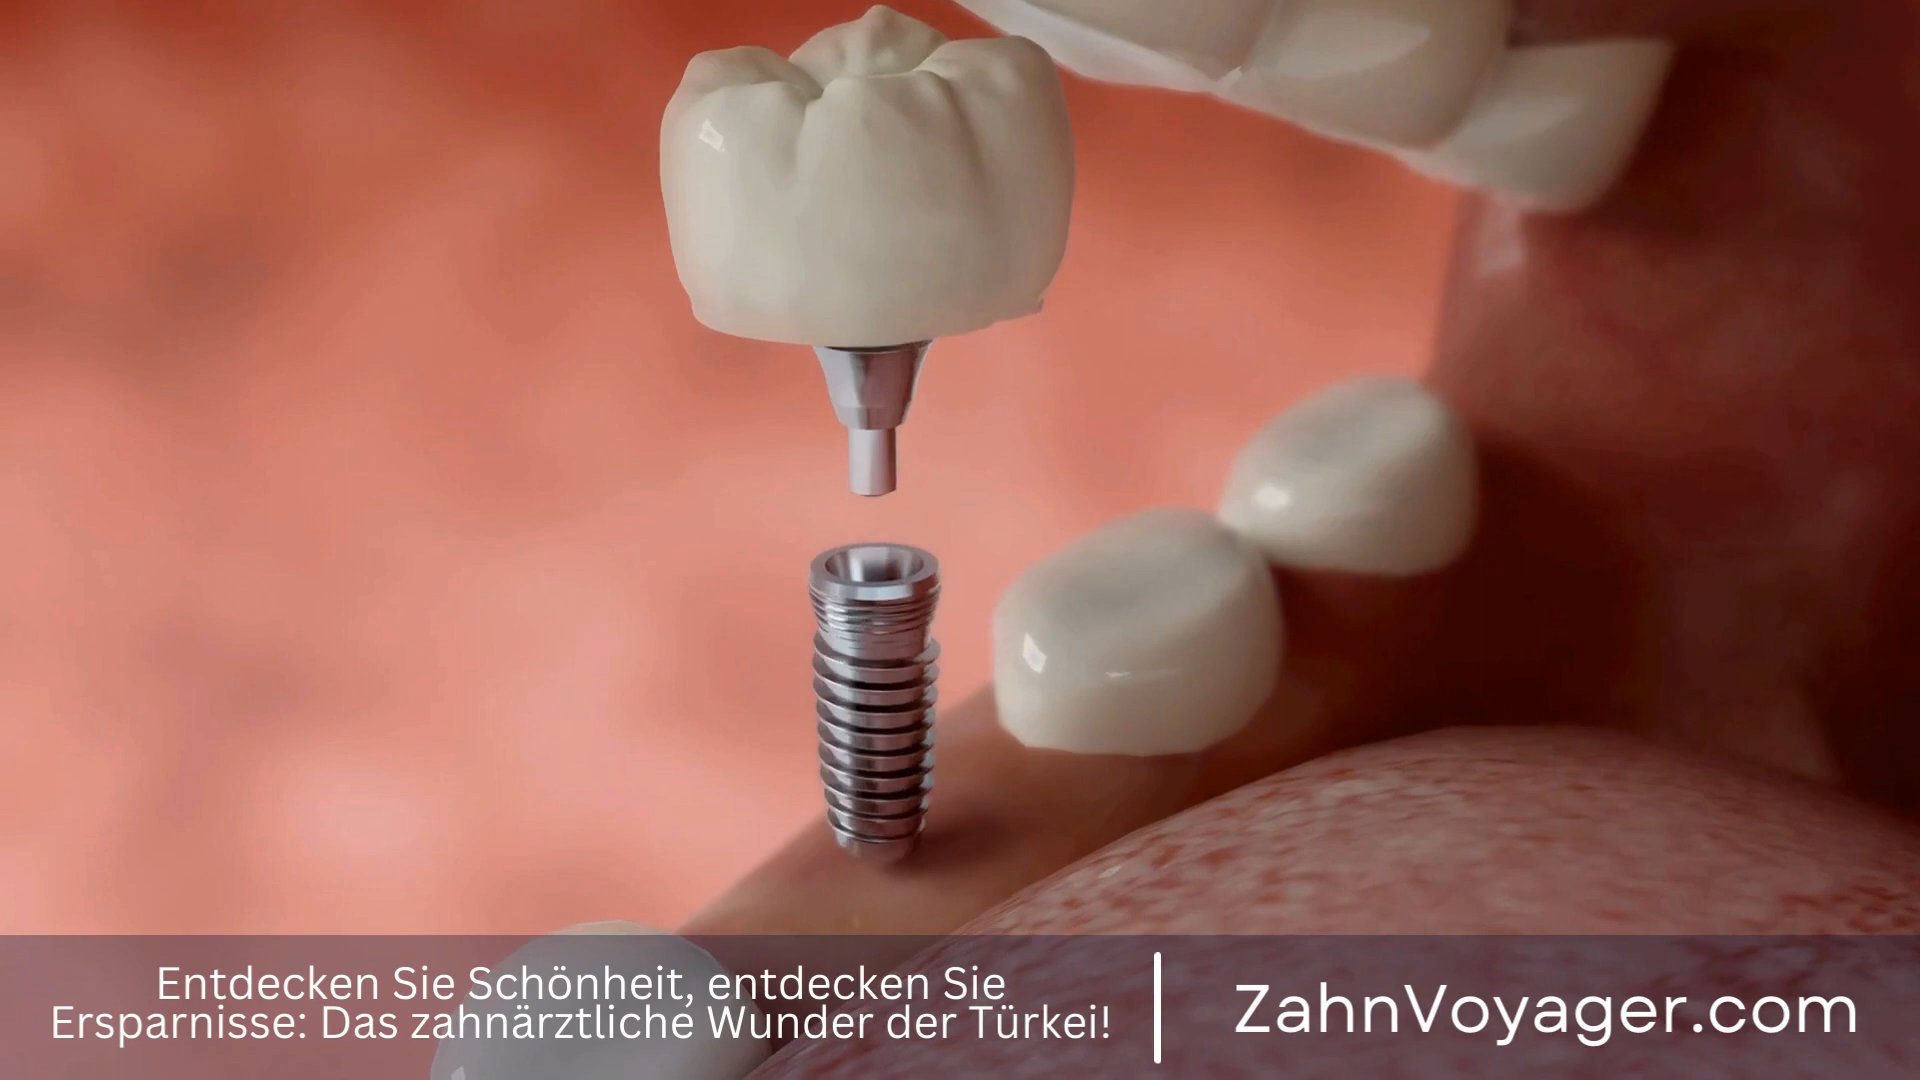 Entdecken Sie Schönheit, entdecken Sie
Ersparnisse: Das zahnärztliche Wunder der Türkei!
ZahnVoyager.com